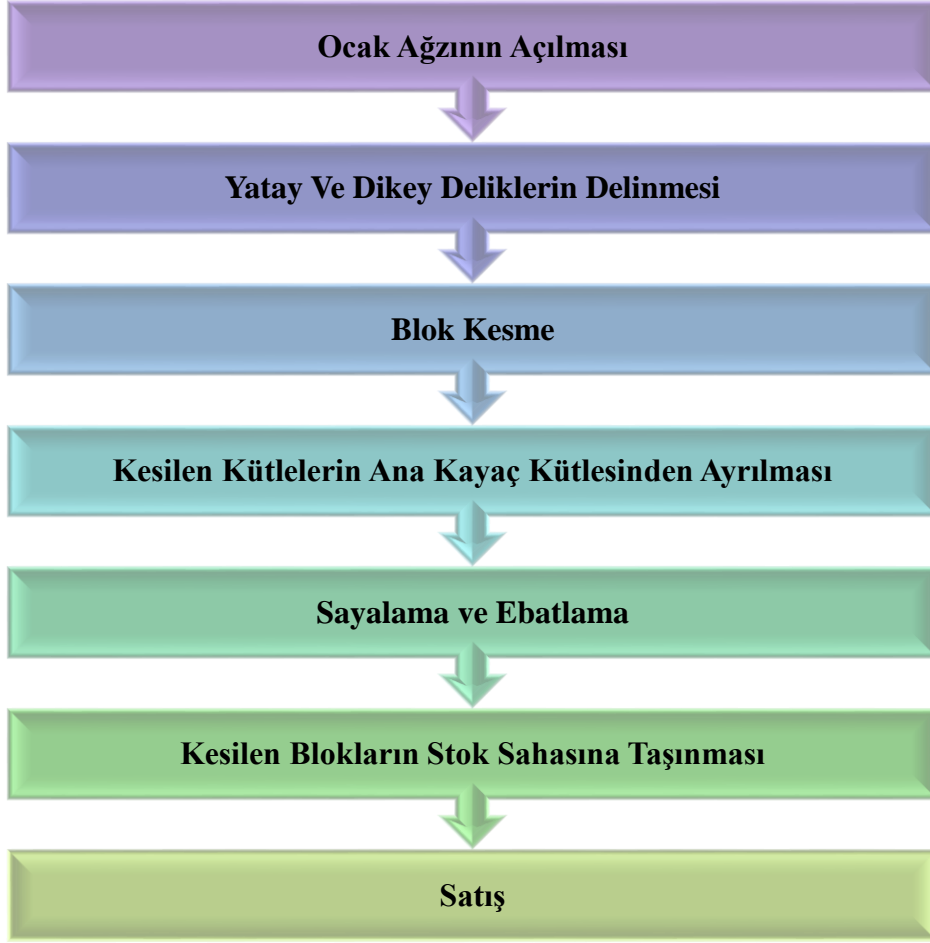 Ocak Ağzının Açılması
Yatay Ve Dikey Deliklerin Delinmesi
Blok Kesme
Kesilen Kütlelerin Ana Kayaç Kütlesinden Ayrılması
Sayalama ve Ebatlama
Kesilen Blokların Stok Sahasına Taşınması
Satış